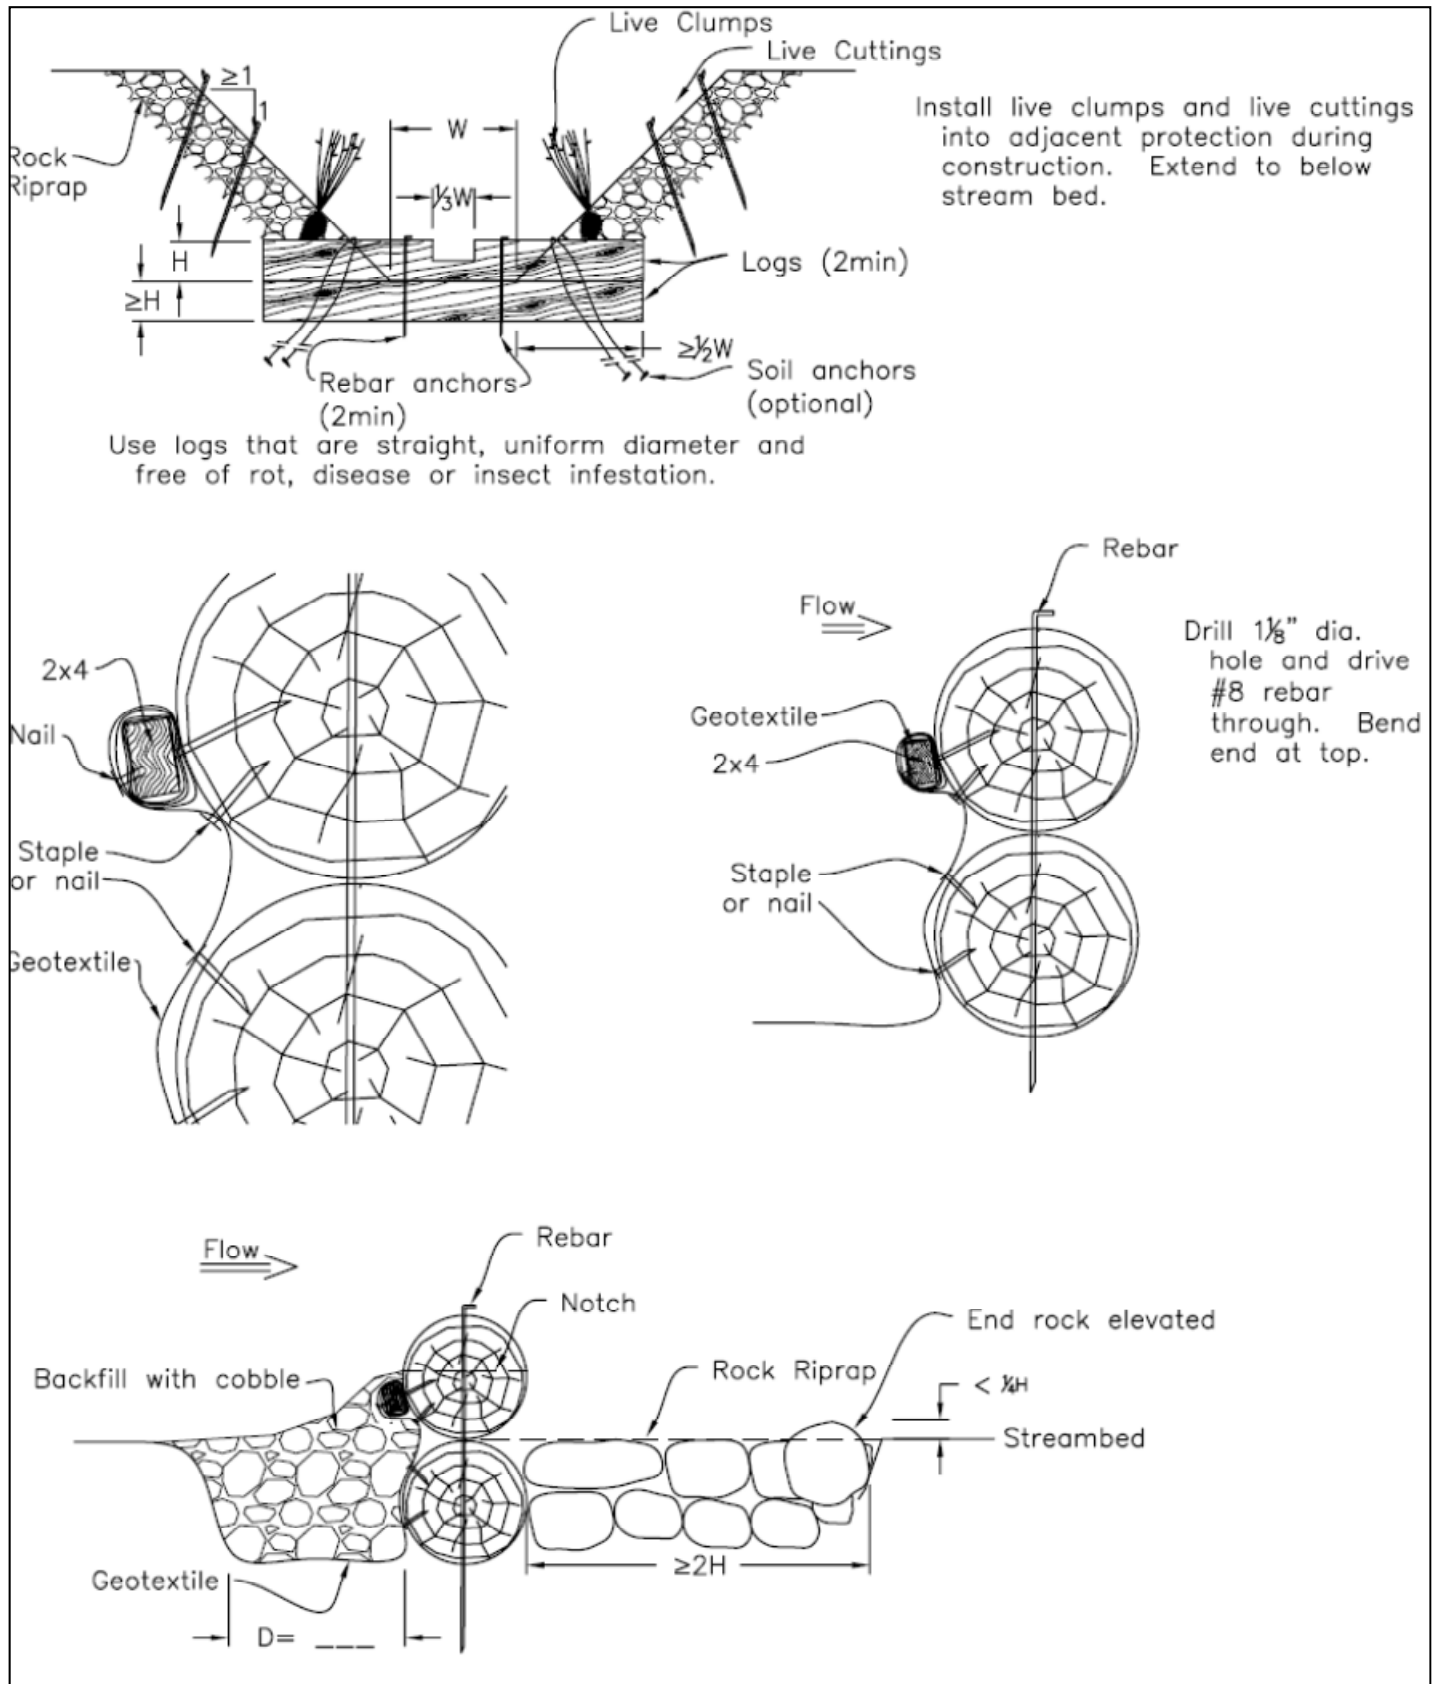 Live Clumps
Live Cuttings
≥1
1
W
Install live clumps and live cuttings
into adjacent protection during
construction. Extend to below
stream bed.
Rock
Riprap
⅓W
H
Logs (2min)
≥H
≥½W
Rebar anchors
(2min)
Soil anchors
(optional)
Use logs that are straight, uniform diameter and
free of rot, disease or insect infestation.
2x4
Nail
Staple
or nail
Geotextile
Rebar
Flow
Drill 1⅛" dia.
hole and drive
#8 rebar
through. Bend
end at top.
Geotextile
2x4
Staple
or nail
Flow
Rebar
Notch
End rock elevated
Backfill with cobble
Rock Riprap
< ¼H
Streambed
≥2H
Geotextile
D= ___